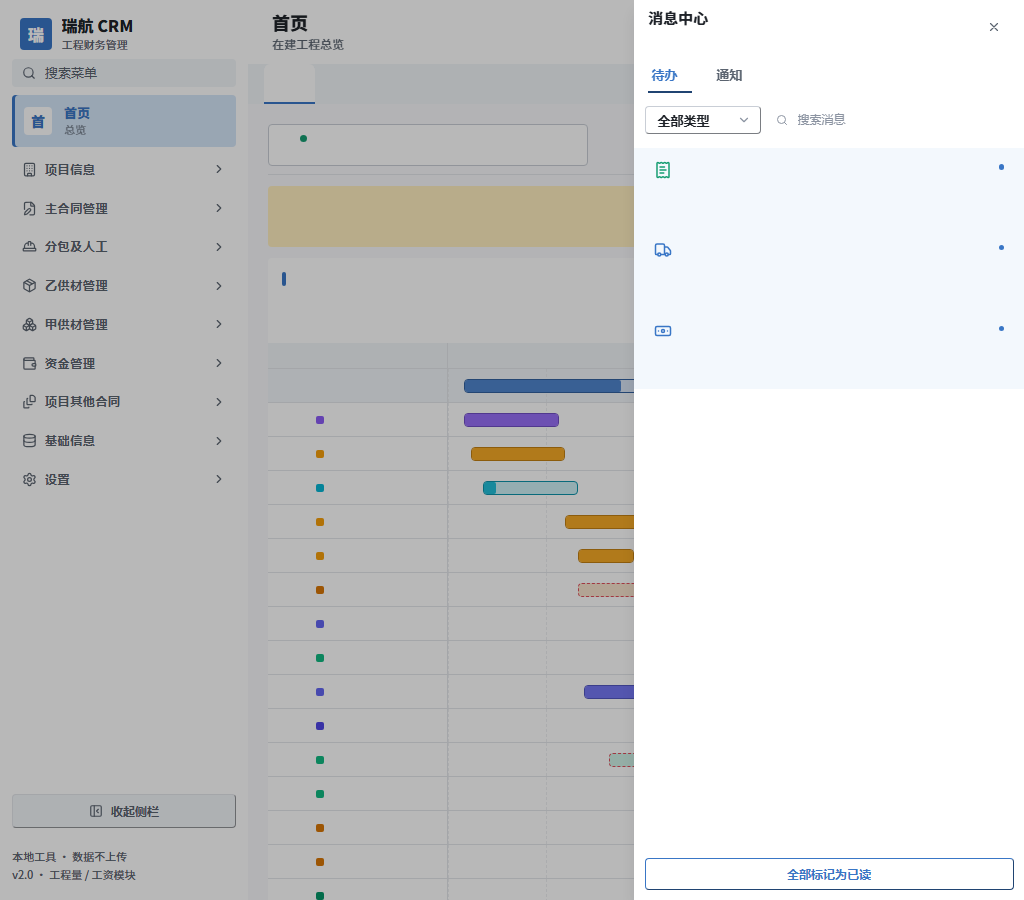 瑞
瑞航 CRM
工程财务管理
搜索菜单
首
首页
总览
项目信息
主合同管理
分包及人工
乙供材管理
甲供材管理
资金管理
项目其他合同
基础信息
设置
收起侧栏
本地工具 · 数据不上传
v2.0 · 工程量 / 工资模块
首页
在建工程总览
消息中心
待办
通知
全部类型
搜索消息
全部标记为已读